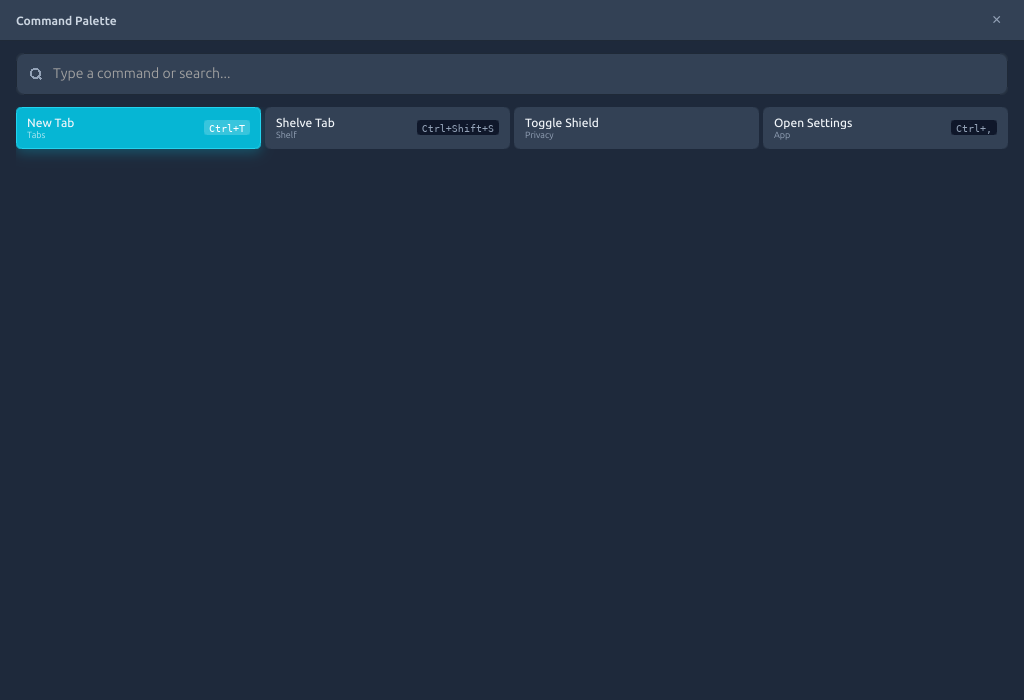 Command Palette
×
Type a command or search...
New Tab
Tabs
Ctrl+T
Shelve Tab
Shelf
Ctrl+Shift+S
Toggle Shield
Privacy
Open Settings
App
Ctrl+,